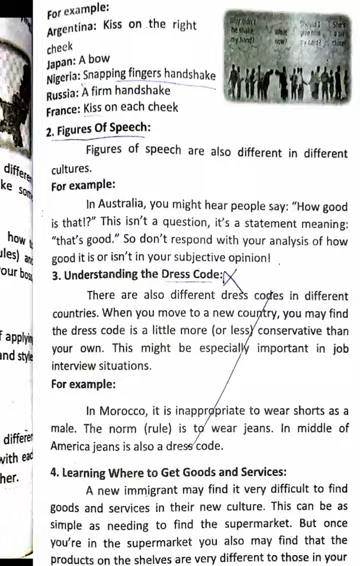 For example:
Argentina: Kiss on the right
cheek
Japan: A bow
Nigeria: Snapping fingers handshake
Russia: A firm handshake
France: Kiss on each cheek
2. Figures Of Speech:
Figures of speech are also different in different
cultures.
For example:
In Australia, you might hear people say: "How good
is that!?" This isn't a question, it's a statement meaning:
"that's good." So don't respond with your analysis of how
good it is or isn't in your subjective opinion!
3. Understanding the Dress Code:
There are also different dress codes in different
countries. When you move to a new country, you may find
the dress code is a little more (or less) conservative than
your own. This might be especially important in job
interview situations.
For example:
In Morocco, it is inappropriate to wear shorts as a
male. The norm (rule) is to wear jeans. In middle of
America jeans is also a dress code.
4. Learning Where to Get Goods and Services:
A new immigrant may find it very difficult to find
goods and services in their new culture. This can be as
simple as needing to find the supermarket. But once
you're in the supermarket you also may find that the
products on the shelves are very different to those in your